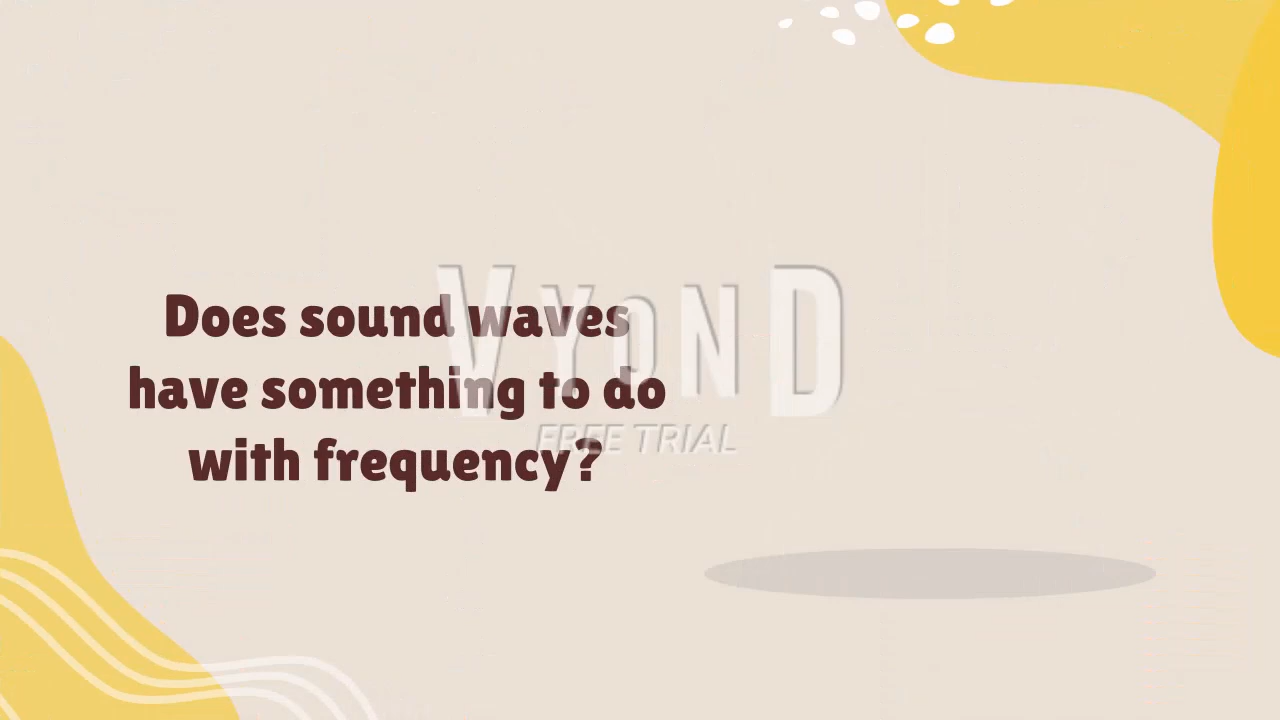 Does sound waves
have something to do
with frequency?
VYOND
FREE TRIAL